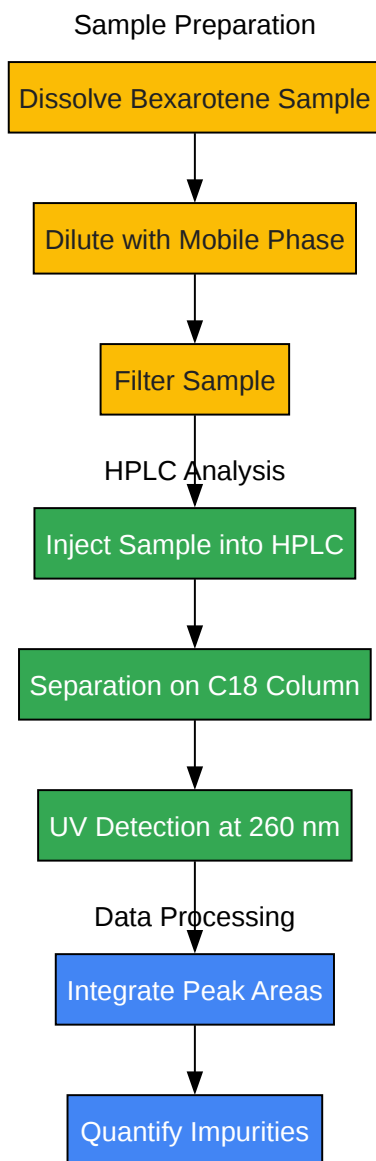 Sample Preparation
Dissolve Bexarotene Sample
Dilute with Mobile Phase
Filter Sample
HPLC Analysis
Inject Sample into HPLC
Separation on C18 Column
UV Detection at 260 nm
Data Processing
Integrate Peak Areas
Quantify Impurities